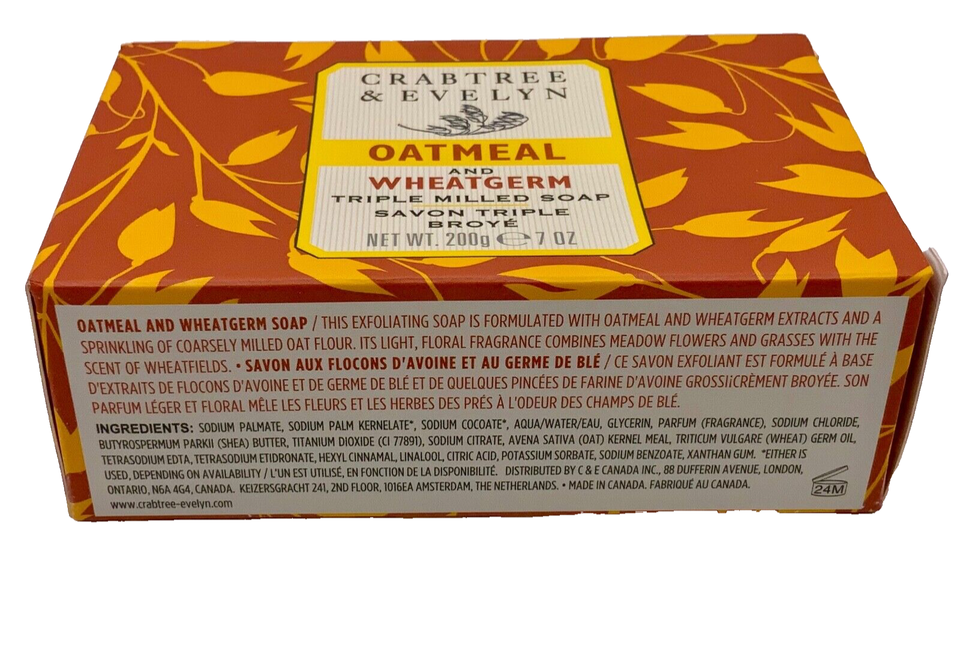 CRABTREE
& EVELYN
OATMEAL
AND
WHEATGERM
TRIPLE MILLED SOAP
SAVON TRIPLE
BROYÉ
NET WT. 200g e 7 OZ
OATMEAL AND WHEATGERM SOAP / THIS EXFOLIATING SOAP IS FORMULATED WITH OATMEAL AND WHEATGERM EXTRACTS AND A
SPRINKLING OF COARSELY MILLED OAT FLOUR. ITS LIGHT, FLORAL FRAGRANCE COMBINES MEADOW FLOWERS AND GRASSES WITH THE
SCENT OF WHEATFIELDS. • SAVON AUX FLOCONS D'AVOINE ET AU GERME DE BLÉ / CE SAVON EXFOLIANT EST FORMULÉ À BASE
D'EXTRAITS DE FLOCONS D'AVOINE ET DE GERME DE BLÉ ET DE QUELQUES PINCÉES DE FARINE D'AVOINE GROSSIiCRÈMENT BROYÉE. SON
PARFUM LÉGER ET FLORAL MÊLE LES FLEURS ET LES HERBES DES PRÉS À L'ODEUR DES CHAMPS DE BLÉ.
INGREDIENTS: SODIUM PALMATE, SODIUM PALM KERNELATE*, SODIUM COCOATE*, AQUA/WATER/EAU, GLYCERIN, PARFUM (FRAGRANCE), SODIUM CHLORIDE,
BUTYROSPERMUM PARKII (SHEA) BUTTER, TITANIUM DIOXIDE (CI 77891), SODIUM CITRATE, AVENA SATIVA (OAT) KERNEL MEAL, TRITICUM VULGARE (WHEAT) GERM OIL,
TETRASODIUM EDTA, TETRASODIUM ETIDRONATE, HEXYL CINNAMAL, LINALOOL, CITRIC ACID, POTASSIUM SORBATE, SODIUM BENZOATE, XANTHAN GUM. *EITHER IS
USED, DEPENDING ON AVAILABILITY / L'UN EST UTILISÉ, EN FONCTION DE LA DISPONIBILITÉ. DISTRIBUTED BY C & E CANADA INC., 88 DUFFERIN AVENUE, LONDON,
ONTARIO, N6A 4G4, CANADA. KEIZERSGRACHT 241, 2ND FLOOR, 1016EA AMSTERDAM, THE NETHERLANDS. • MADE IN CANADA. FABRIQUÉ AU CANADA.
24M
www.crabtree-evelyn.com